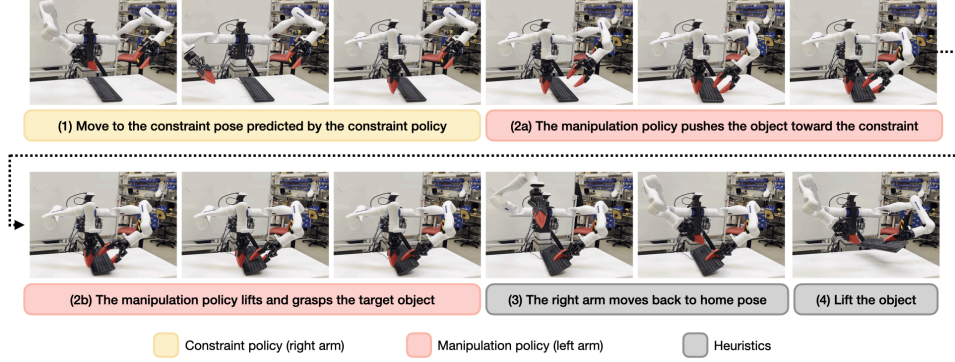 (1) Move to the constraint pose predicted by the constraint policy
(2a) The manipulation policy pushes the object toward the constraint
(2b) The manipulation policy lifts and grasps the target object
(3) The right arm moves back to home pose
(4) Lift the object
Constraint policy (right arm)
Manipulation policy (left arm)
Heuristics